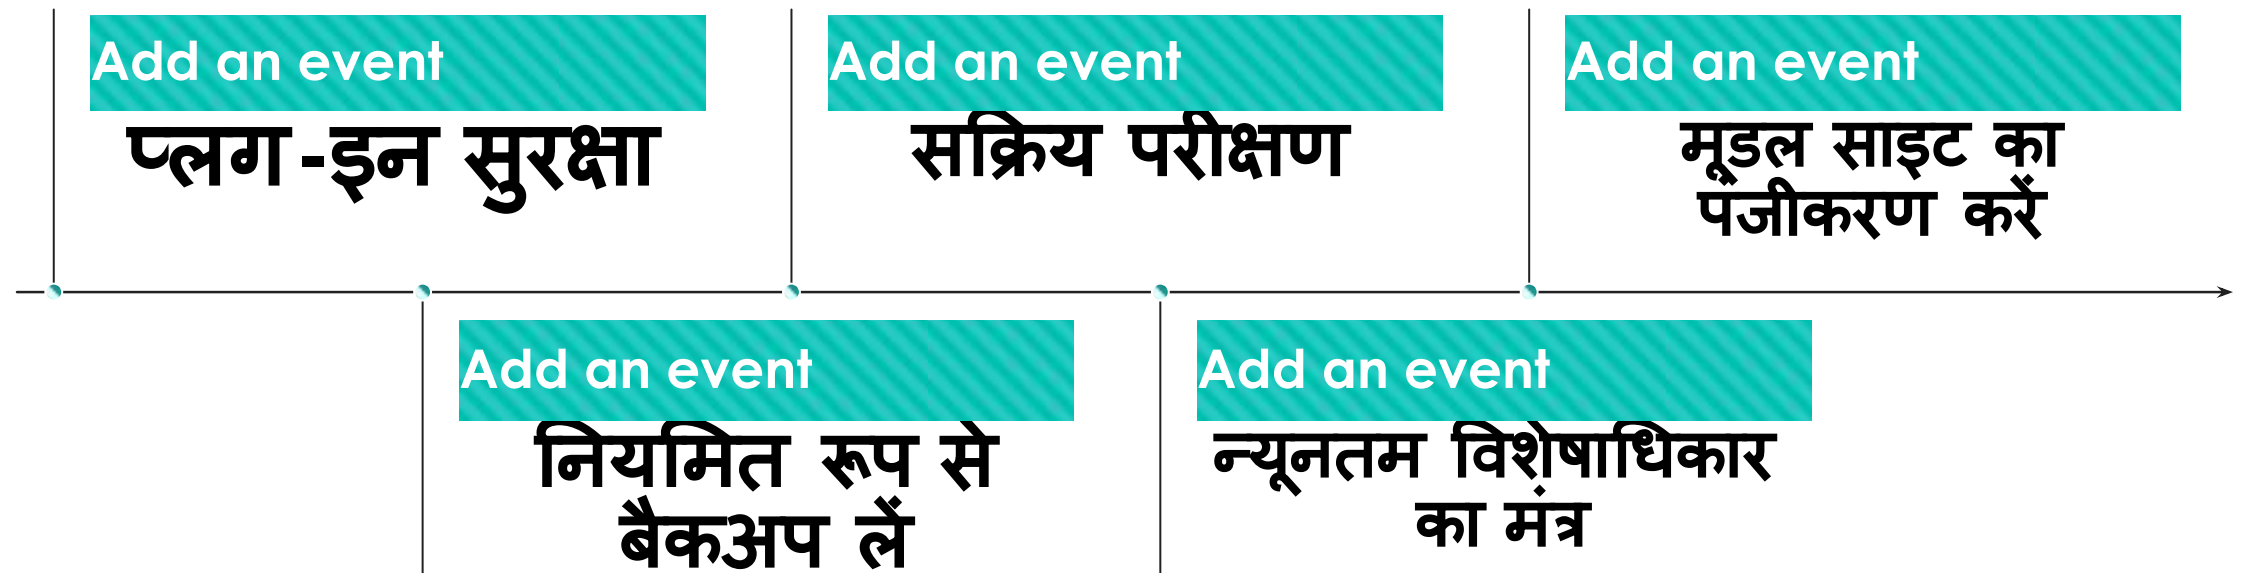 Add an event
प्लग-इन सुरक्षा
Add an event
सक्रिय परीक्षण
Add an event
मूडल साइट का
पंजीकरण करें
Add an event
नियमित रूप से
बैकअप लें
Add an event
न्यूनतम विशेषाधिकार
का मंत्र